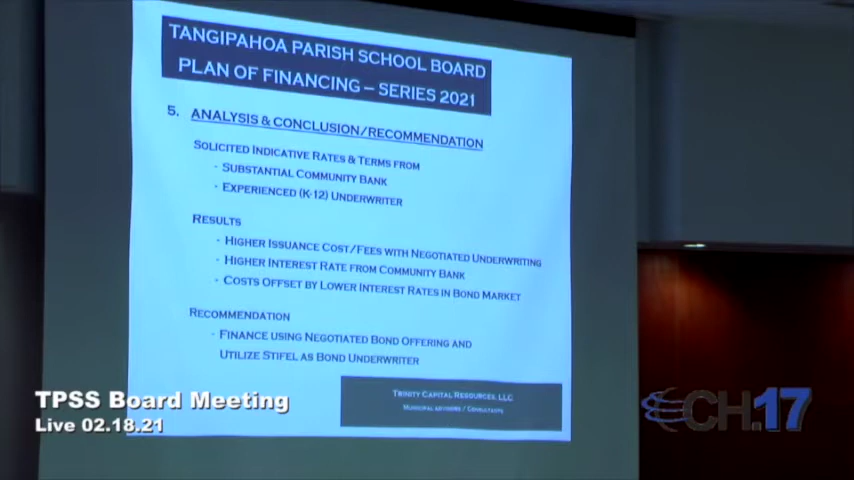 TANGIPAHOA PARISH SCHOOL BOARD
PLAN OF FINANCING – SERIES 2021
5. ANALYSIS & CONCLUSION/RECOMMENDATION
SOLICITED INDICATIVE RATES & TERMS FROM
- SUBSTANTIAL COMMUNITY BANK
- EXPERIENCED (K-12) UNDERWRITER
RESULTS
- HIGHER ISSUANCE COST/FEES WITH NEGOTIATED UNDERWRITING
- HIGHER INTEREST RATE FROM COMMUNITY BANK
- COSTS OFFSET BY LOWER INTEREST RATES IN BOND MARKET
RECOMMENDATION
- FINANCE USING NEGOTIATED BOND OFFERING AND
UTILIZE STIFEL AS BOND UNDERWRITER
TRINITY CAPITAL RESOURCES, LLC
MUNICIPAL ADVISORS / CONSULTANTS
TPSS Board Meeting
Live 02.18.21
CH.17